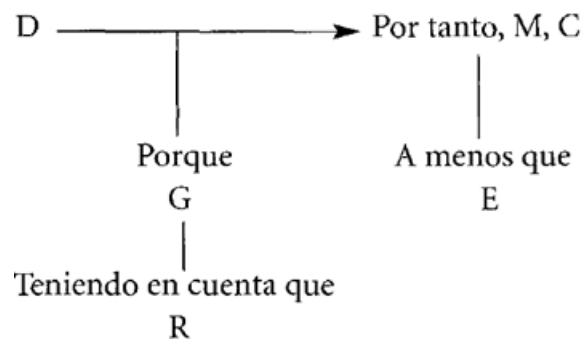 D Por tanto, M, C
Porque A menos que
G E
Teniendo en cuenta que
R